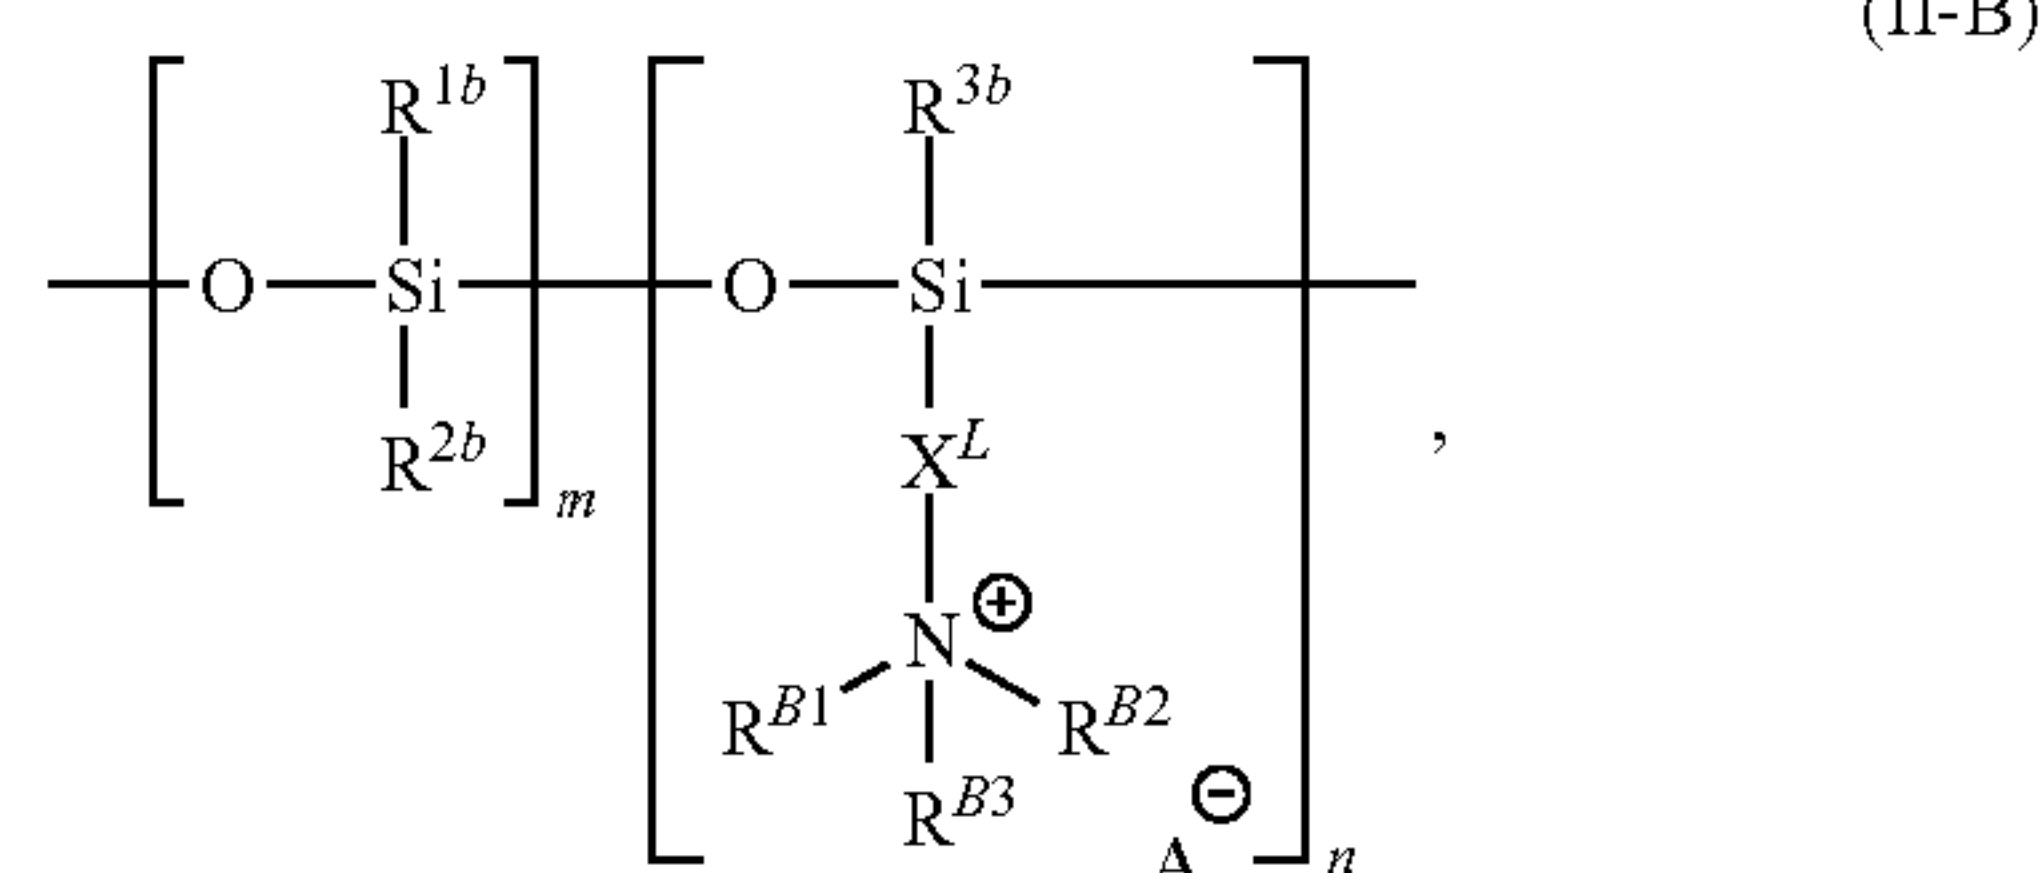 (II-B)
R1b R3b
O Si O Si
XL ,
R2b m
N ⊕
RB1 RB2
RB3 ⊖
A n